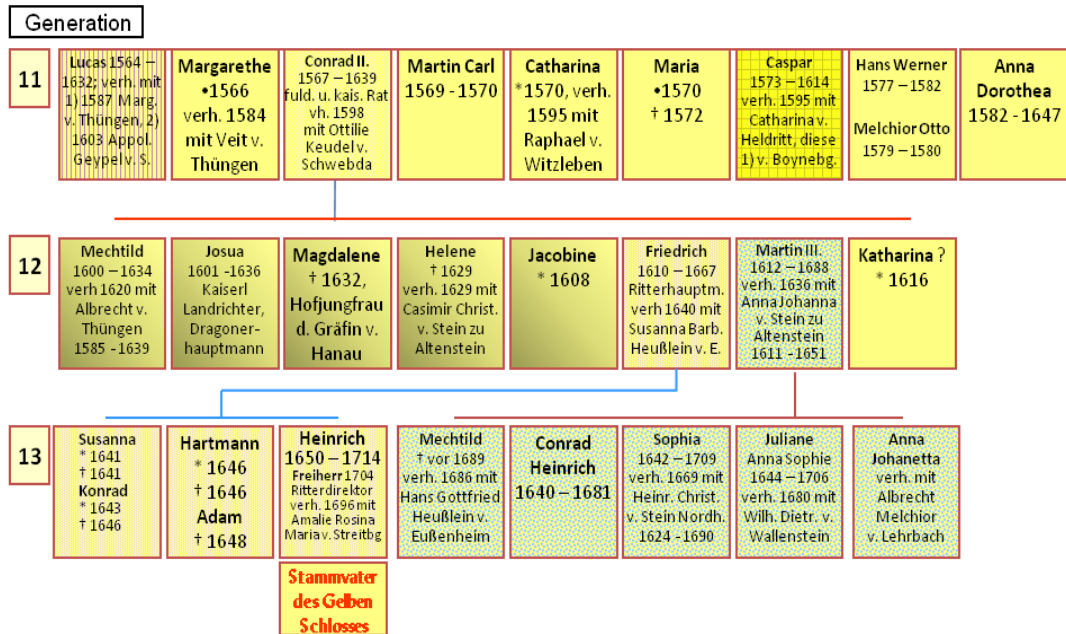 Generation
11
Lucas 1564 –
1632; verh. mit
1) 1587 Marg.
v. Thüngen, 2)
1603 Appol.
Geypel v. S.
Margarethe
•1566
verh. 1584
mit Veit v.
Thüngen
Conrad II.
1567 – 1639
fuld. u. kais. Rat
vh. 1598
mit Ottilie
Keudel v.
Schwebda
Martin Carl
1569 - 1570
Catharina
*1570, verh.
1595 mit
Raphael v.
Witzleben
Maria
•1570
† 1572
Caspar
1573 – 1614
verh. 1595 mit
Catharina v.
Heldritt, diese
1) v. Boynebg.
Hans Werner
1577 – 1582
Melchior Otto
1579 – 1580
Anna
Dorothea
1582 - 1647
12
Mechtild
1600 – 1634
verh 1620 mit
Albrecht v.
Thüngen
1585 - 1639
Josua
1601 -1636
Kaiserl
Landrichter,
Dragoner-
hauptmann
Magdalene
† 1632,
Hofjungfrau
d. Gräfin v.
Hanau
Helene
† 1629
verh. 1629 mit
Casimir Christ.
v. Stein zu
Altenstein
Jacobine
* 1608
Friedrich
1610 – 1667
Ritterhauptm.
verh 1640 mit
Susanna Barb.
Heußlein v. E.
Martin III.
1612 – 1688
verh. 1636 mit
Anna Johanna
v. Stein zu
Altenstein
1611 -1651
Katharina ?
* 1616
13
Susanna
* 1641
† 1641
Konrad
* 1643
† 1646
Hartmann
* 1646
† 1646
Adam
† 1648
Heinrich
1650 – 1714
Freiherr 1704
Ritterdirektor
verh. 1696 mit
Amalie Rosina
Maria v. Streitbg
Mechtild
† vor 1689
verh. 1686 mit
Hans Gottfried
Heußlein v.
Eußenheim
Conrad
Heinrich
1640 – 1681
Sophia
1642 - 1709
verh. 1669 mit
Heinr. Christ.
v. Stein Nordh.
1624 - 1690
Juliane
Anna Sophie
1644 - 1706
verh. 1680 mit
Wilh. Dietr. v.
Wallenstein
Anna
Johanetta
verh. mit
Albrecht
Melchior
v. Lehrbach
Stammvater
des Gelben
Schlosses